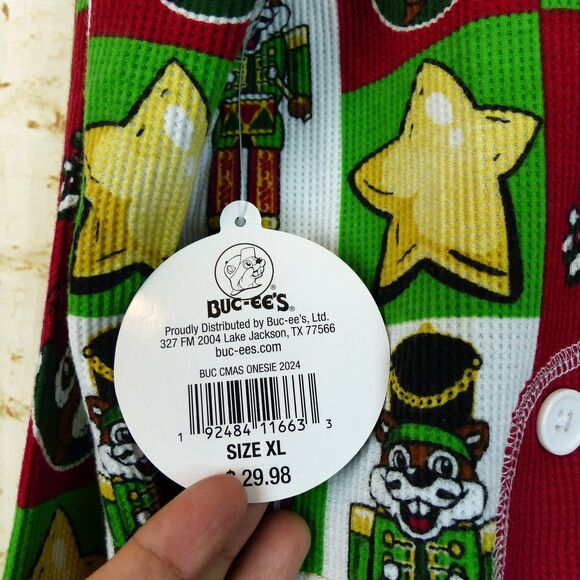 BUC-EE'S®
Proudly Distributed by Buc-ee's, Ltd.
327 FM 2004 Lake Jackson, TX 77566
buc-ees.com
BUC CMAS ONESIE 2024
1 92484 11663 3
SIZE XL
$ 29.98